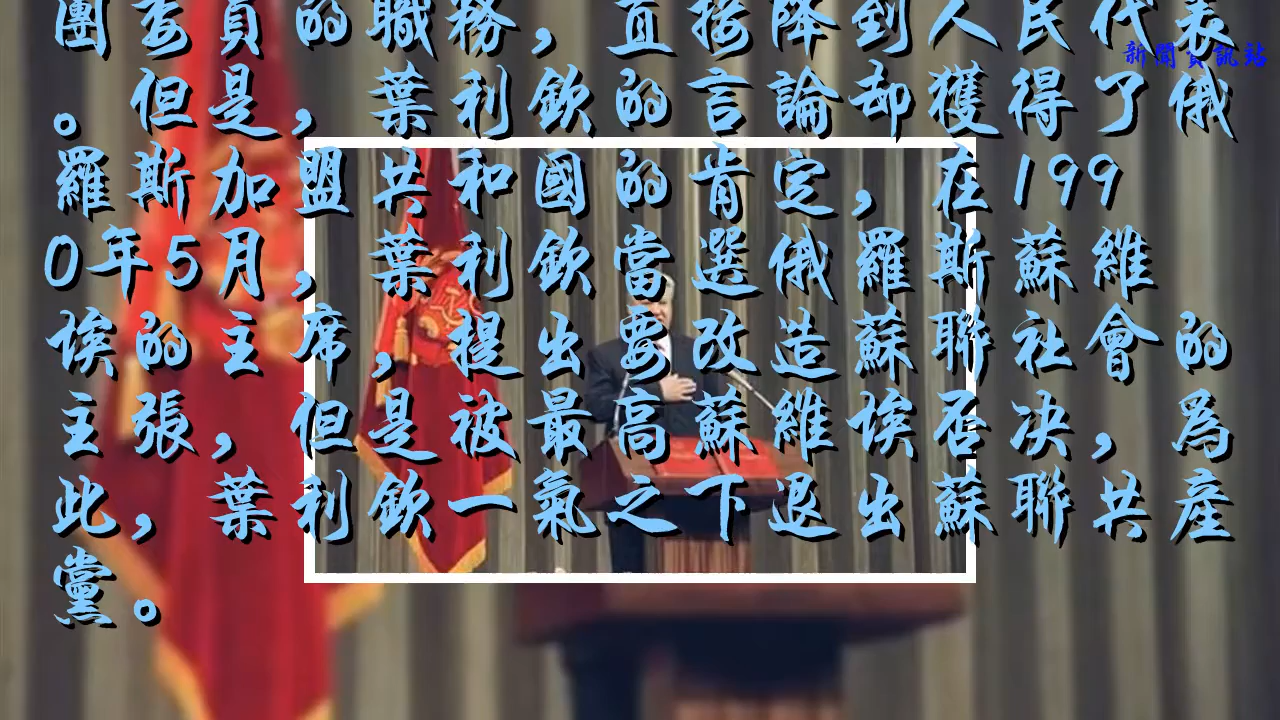 團委員的職務，直接降到人民代表
新聞資訊站
。但是，葉利欽的言論却獲得了俄
羅斯加盟共和國的肯定，在199
0年5月，葉利欽當選俄羅斯蘇維
埃的主席，提出要改造蘇聯社會的
主張，但是被最高蘇維埃否决，為
此，葉利欽一氣之下退出蘇聯共産
黨。